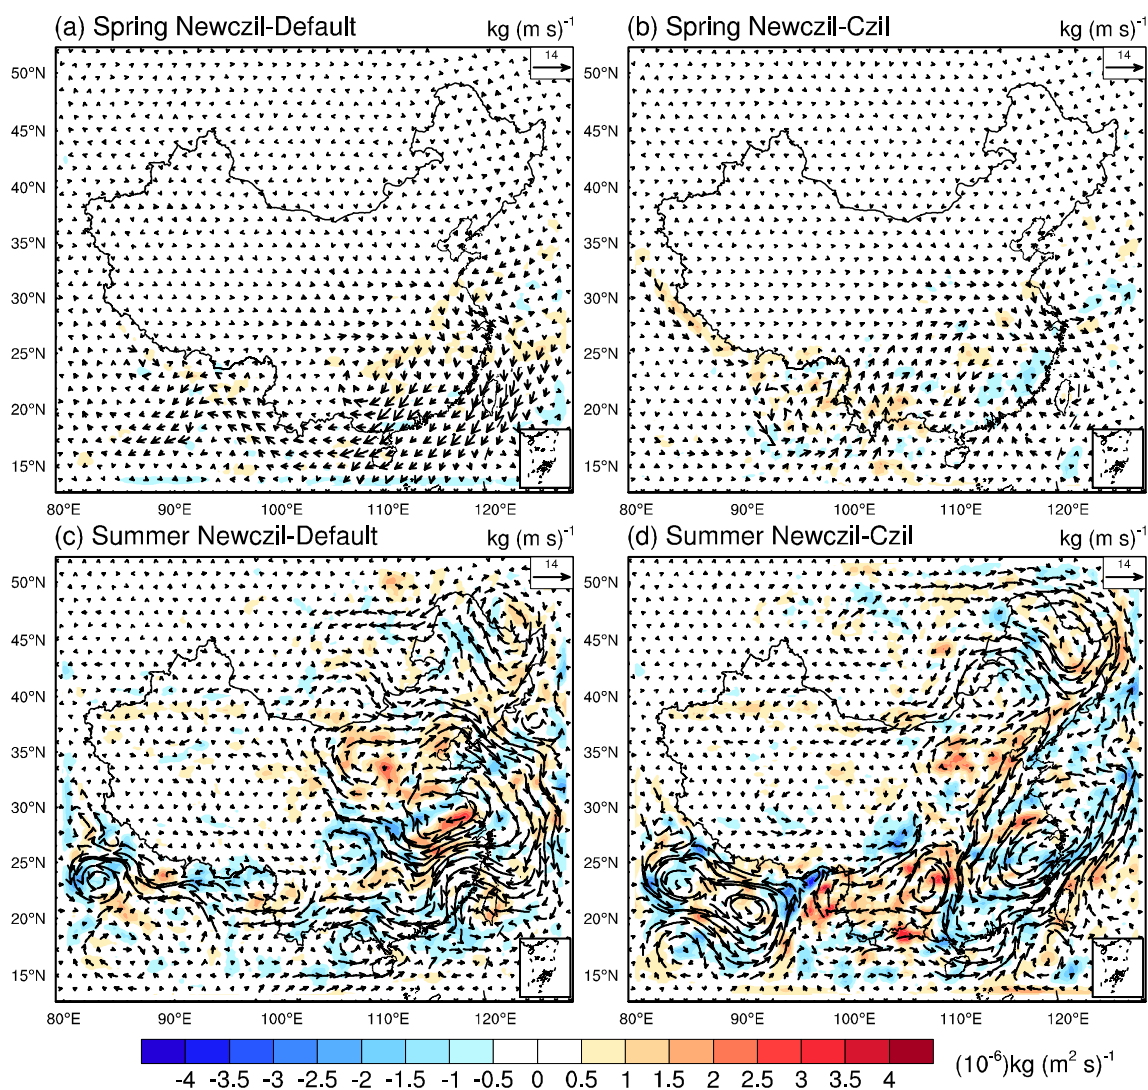 (a) Spring Newczil-Default kg (m s)⁻¹
(b) Spring Newczil-Czil kg (m s)⁻¹
14
14
50°N
45°N
40°N
35°N
30°N
25°N
20°N
15°N
50°N
45°N
40°N
35°N
30°N
25°N
20°N
15°N
80°E 90°E 100°E 110°E 120°E
80°E 90°E 100°E 110°E 120°E
(c) Summer Newczil-Default kg (m s)⁻¹
(d) Summer Newczil-Czil kg (m s)⁻¹
14
14
50°N
45°N
40°N
35°N
30°N
25°N
20°N
15°N
50°N
45°N
40°N
35°N
30°N
25°N
20°N
15°N
80°E 90°E 100°E 110°E 120°E
80°E 90°E 100°E 110°E 120°E
-4 -3.5 -3 -2.5 -2 -1.5 -1 -0.5 0 0.5 1 1.5 2 2.5 3 3.5 4
(10⁻⁶)kg (m² s)⁻¹